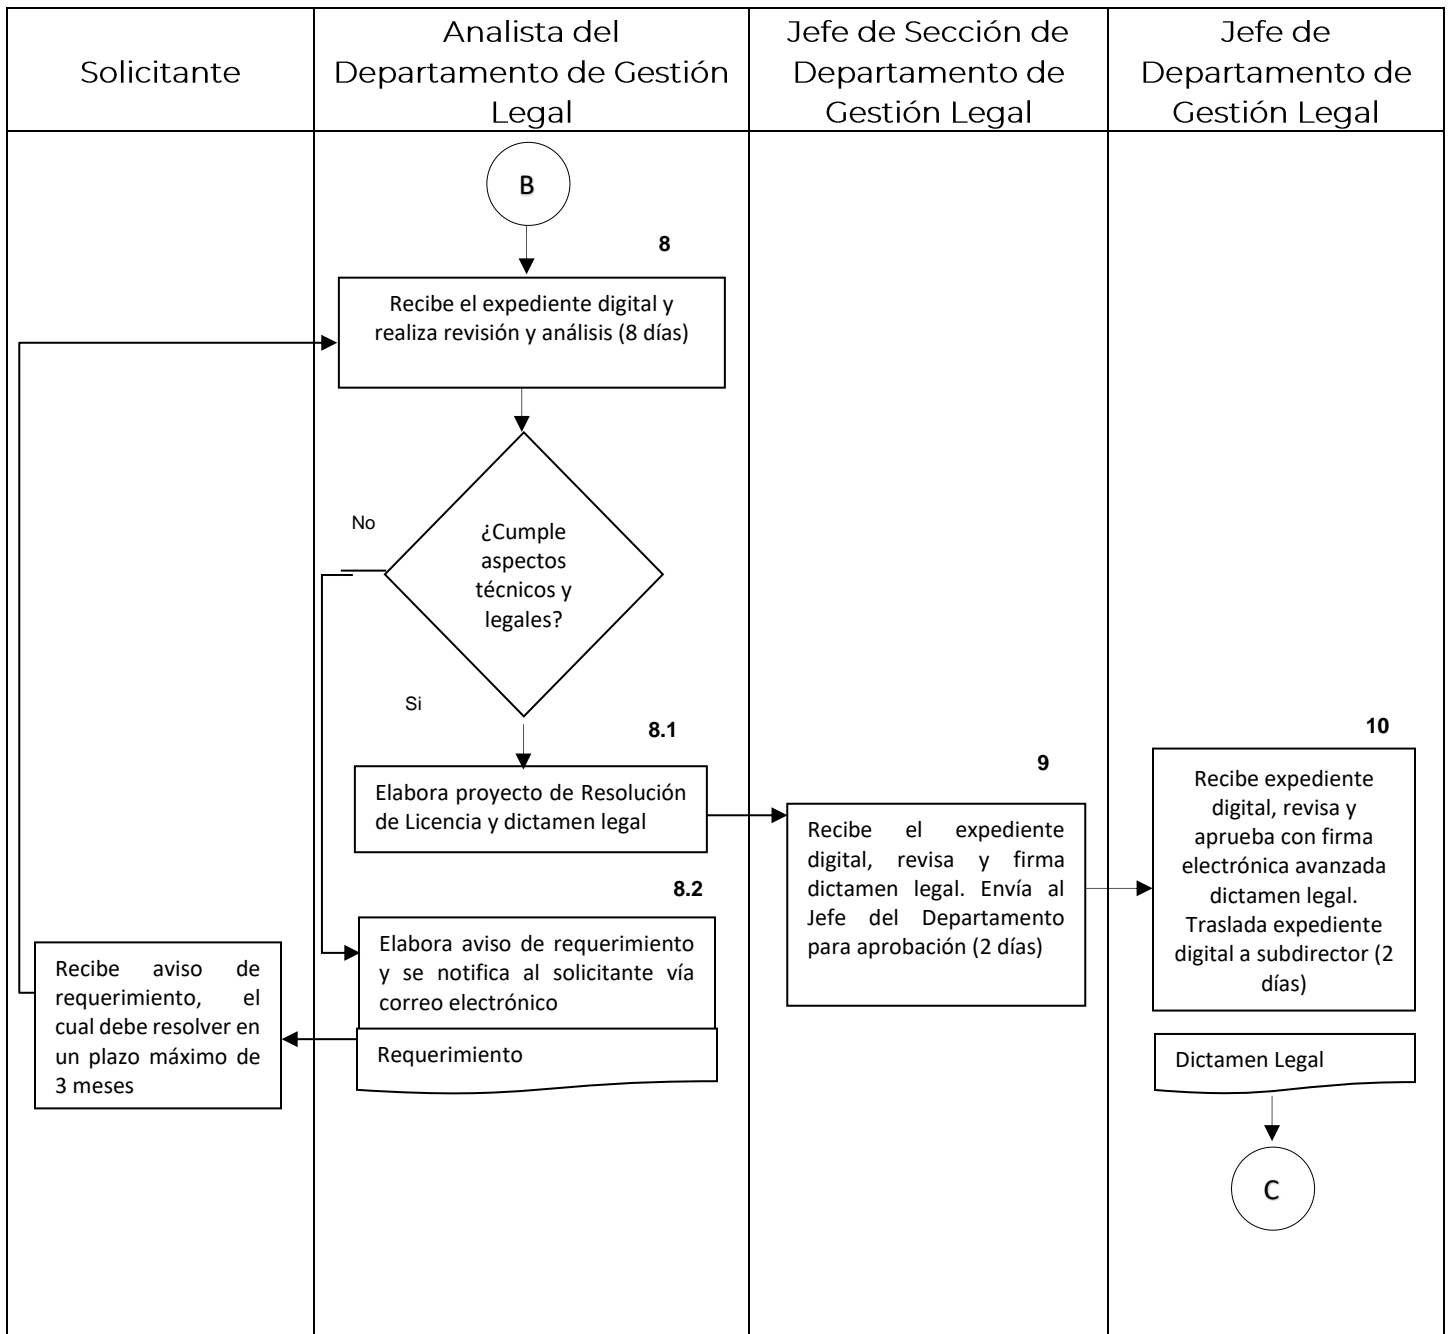 Solicitante
Analista del
Departamento de Gestión
Legal
Jefe de Sección de
Departamento de
Gestión Legal
Jefe de
Departamento de
Gestión Legal
B
8
Recibe el expediente digital y
realiza revisión y análisis (8 días)
No
¿Cumple
aspectos
técnicos y
legales?
Si
8.1
Elabora proyecto de Resolución
de Licencia y dictamen legal
9
Recibe el expediente
digital, revisa y firma
dictamen legal. Envía al
Jefe del Departamento
para aprobación (2 días)
10
Recibe expediente
digital, revisa y
aprueba con firma
electrónica avanzada
dictamen legal.
Traslada expediente
digital a subdirector (2
días)
8.2
Elabora aviso de requerimiento
y se notifica al solicitante vía
correo electrónico
Requerimiento
Recibe aviso de
requerimiento, el
cual debe resolver en
un plazo máximo de
3 meses
Dictamen Legal
C